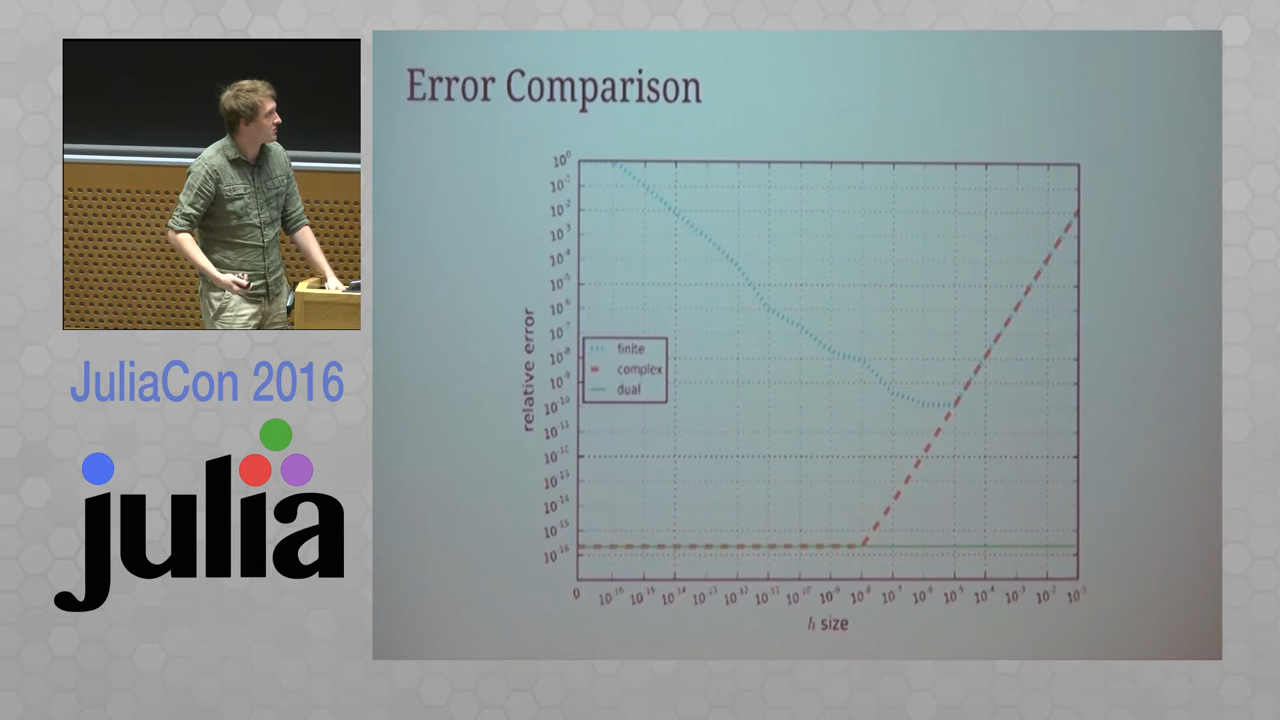 Error Comparison
10⁰
10⁻¹
10⁻²
10⁻³
10⁻⁴
10⁻⁵
10⁻⁶
10⁻⁷
10⁻⁸
10⁻⁹
10⁻¹⁰
10⁻¹¹
10⁻¹²
10⁻¹³
10⁻¹⁴
10⁻¹⁵
10⁻¹⁶
relative error
finite
complex
dual
0 10⁻¹⁶ 10⁻¹⁵ 10⁻¹⁴ 10⁻¹³ 10⁻¹² 10⁻¹¹ 10⁻¹⁰ 10⁻⁹ 10⁻⁸ 10⁻⁷ 10⁻⁶ 10⁻⁵ 10⁻⁴ 10⁻³ 10⁻² 10⁻¹
h size
JuliaCon 2016
julia